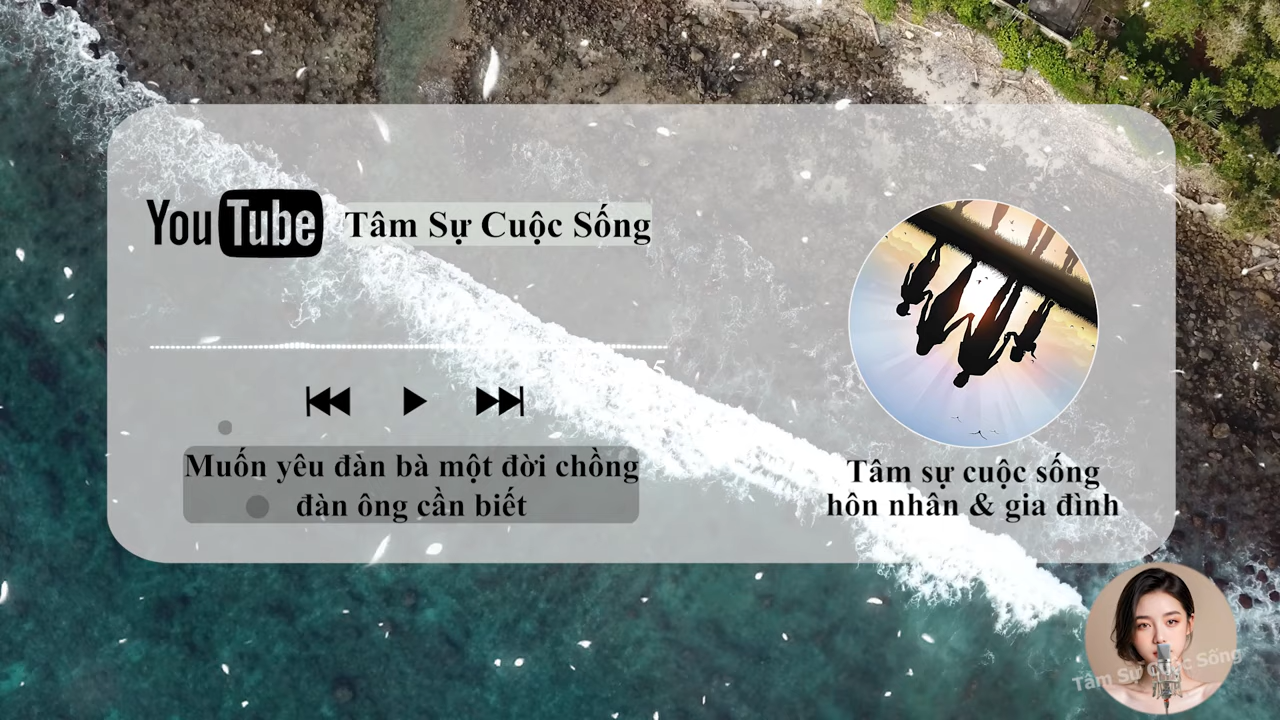 YouTube Tâm Sự Cuộc Sống
5
Muốn yêu đàn bà một đời chồng
đàn ông cần biết
Tâm sự cuộc sống
hôn nhân & gia đình
Tâm Sự Cuộc Sống